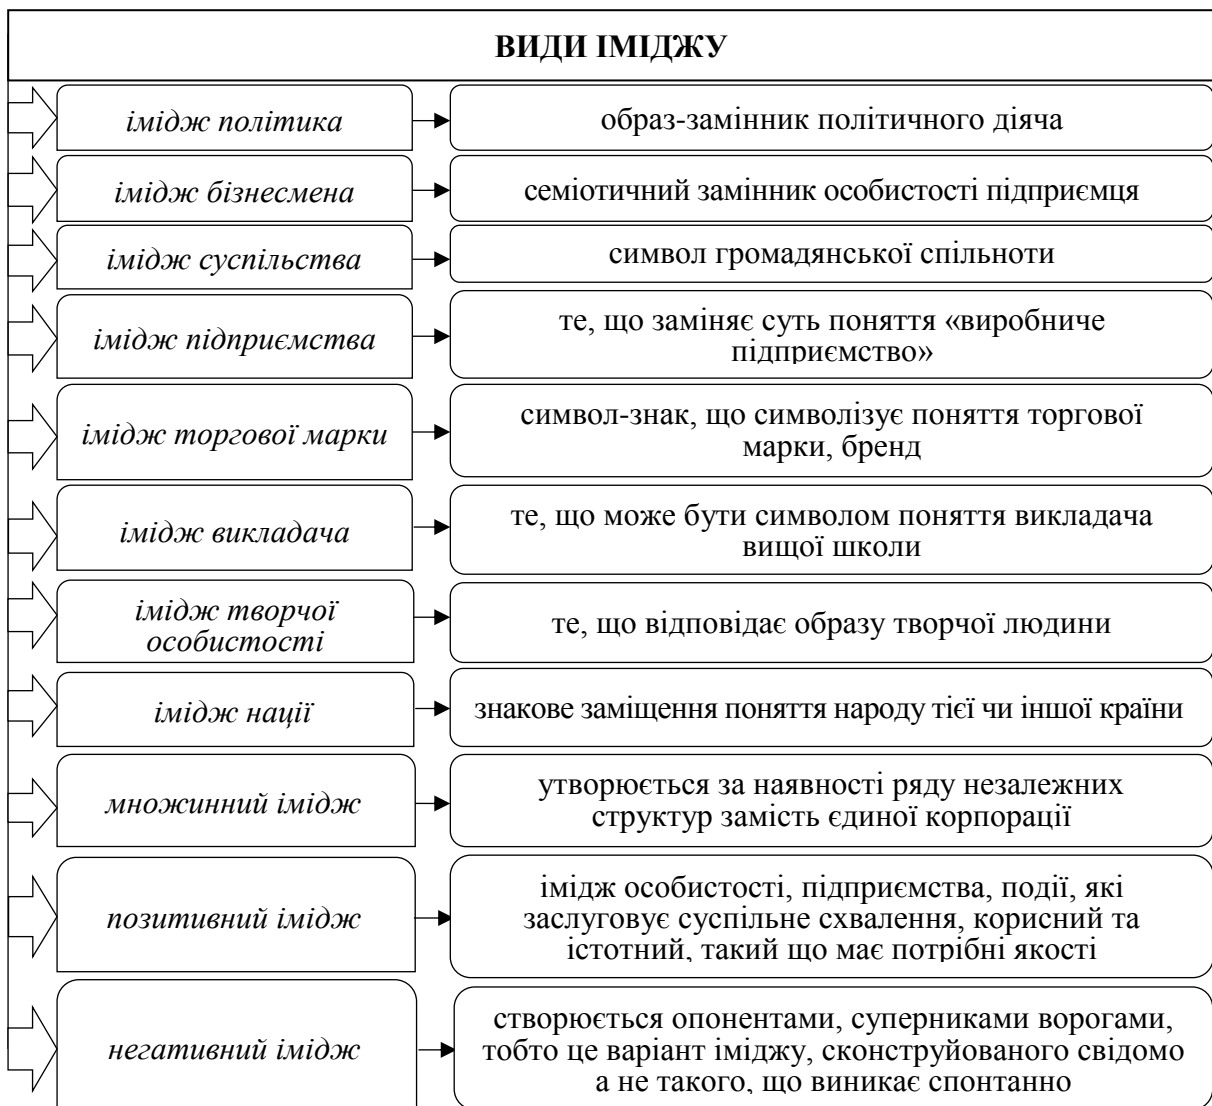 ВИДИ ІМІДЖУ
імідж політика
образ-замінник політичного діяча
імідж бізнесмена
семіотичний замінник особистості підприємця
імідж суспільства
символ громадянської спільноти
імідж підприємства
те, що заміняє суть поняття «виробниче
підприємство»
імідж торгової марки
символ-знак, що символізує поняття торгової
марки, бренд
імідж викладача
те, що може бути символом поняття викладача
вищої школи
імідж творчої
особистості
те, що відповідає образу творчої людини
імідж нації
знакове заміщення поняття народу тієї чи іншої країни
множинний імідж
утворюється за наявності ряду незалежних
структур замість єдиної корпорації
позитивний імідж
імідж особистості, підприємства, події, які
заслуговує суспільне схвалення, корисний та
істотний, такий що має потрібні якості
негативний імідж
створюється опонентами, суперниками ворогами,
тобто це варіант іміджу, сконструйованого свідомо
а не такого, що виникає спонтанно